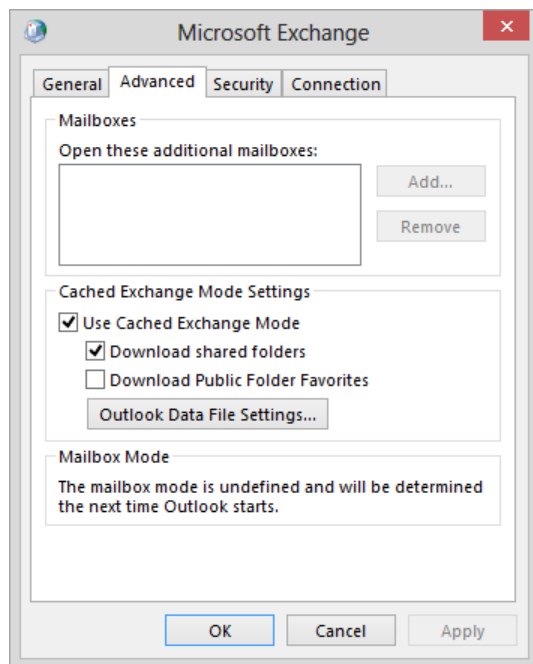 Microsoft Exchange
General Advanced Security Connection
Mailboxes
Open these additional mailboxes:
Add...
Remove
Cached Exchange Mode Settings
Use Cached Exchange Mode
Download shared folders
Download Public Folder Favorites
Outlook Data File Settings...
Mailbox Mode
The mailbox mode is undefined and will be determined
the next time Outlook starts.
OK Cancel Apply